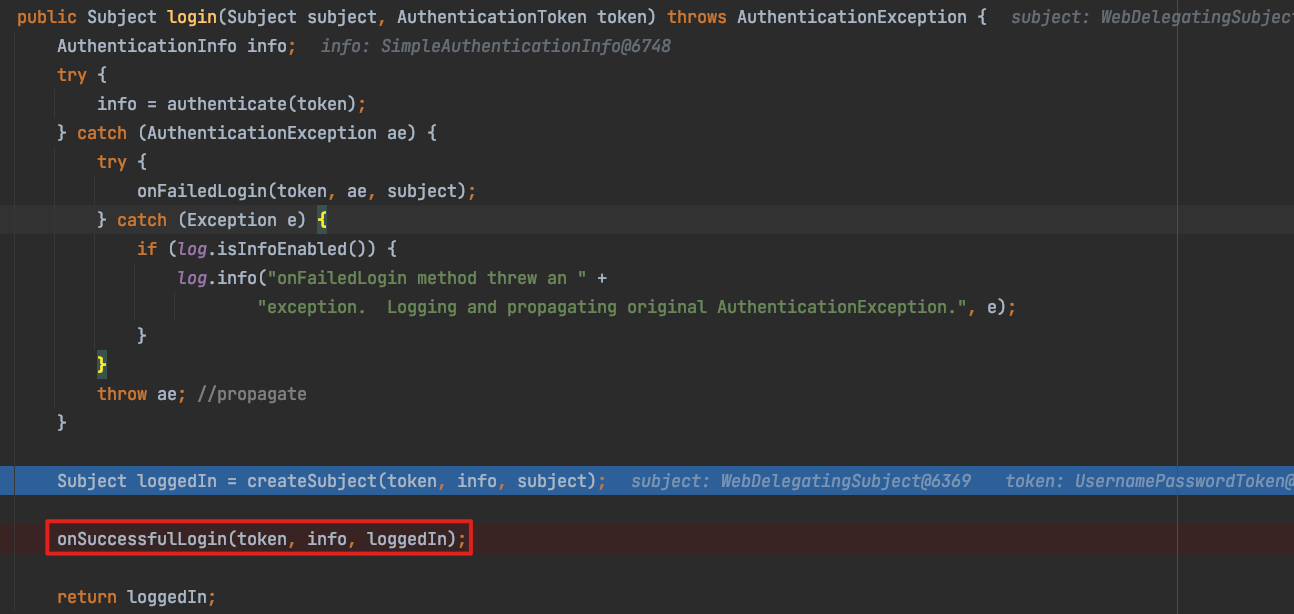 public Subject login(Subject subject, AuthenticationToken token) throws AuthenticationException {  subject: WebDelegatingSubject
    AuthenticationInfo info;  info: SimpleAuthenticationInfo@6748
    try {
        info = authenticate(token);
    } catch (AuthenticationException ae) {
        try {
            onFailedLogin(token, ae, subject);
        } catch (Exception e) {
            if (log.isInfoEnabled()) {
                log.info("onFailedLogin method threw an " +
                        "exception.  Logging and propagating original AuthenticationException.", e);
            }
        }
        throw ae; //propagate
    }
    Subject loggedIn = createSubject(token, info, subject);  subject: WebDelegatingSubject@6369   token: UsernamePasswordToken@
    onSuccessfulLogin(token, info, loggedIn);
    return loggedIn;